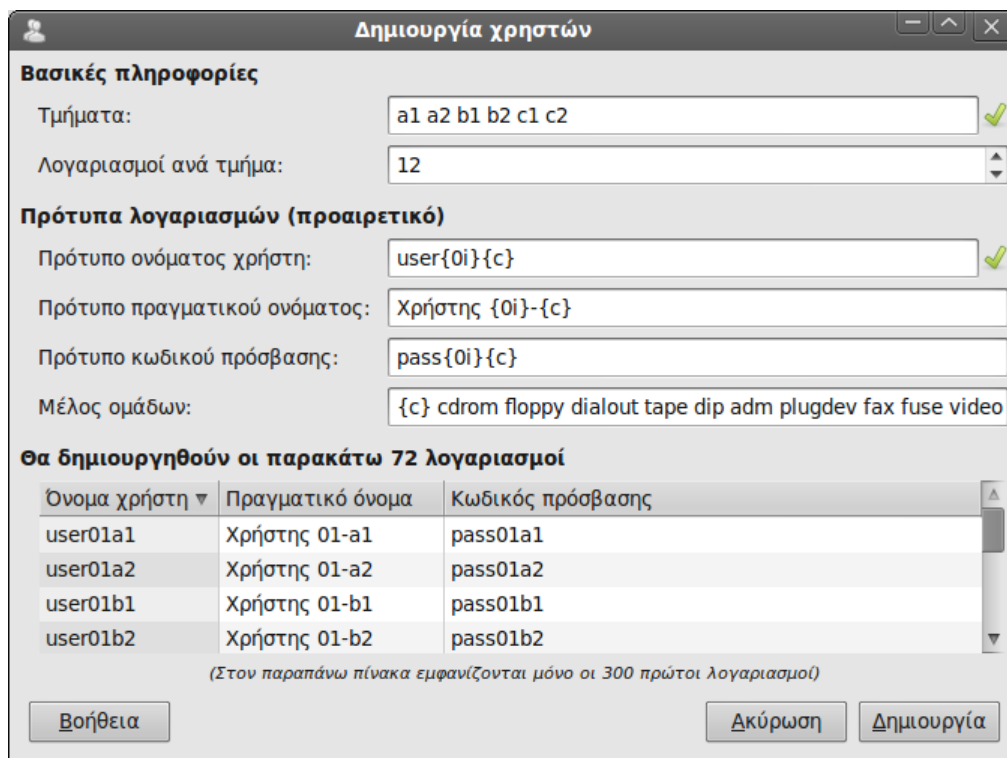 Δημιουργία χρηστών
Βασικές πληροφορίες
Τμήματα: a1 a2 b1 b2 c1 c2
Λογαριασμοί ανά τμήμα: 12
Πρότυπα λογαριασμών (προαιρετικό)
Πρότυπο ονόματος χρήστη: user{0i}{c}
Πρότυπο πραγματικού ονόματος: Χρήστης {0i}-{c}
Πρότυπο κωδικού πρόσβασης: pass{0i}{c}
Μέλος ομάδων: {c} cdrom floppy dialout tape dip adm plugdev fax fuse video
Θα δημιουργηθούν οι παρακάτω 72 λογαριασμοί
Όνομα χρήστη Πραγματικό όνομα Κωδικός πρόσβασης
user01a1 Χρήστης 01-a1 pass01a1
user01a2 Χρήστης 01-a2 pass01a2
user01b1 Χρήστης 01-b1 pass01b1
user01b2 Χρήστης 01-b2 pass01b2
(Στον παραπάνω πίνακα εμφανίζονται μόνο οι 300 πρώτοι λογαριασμοί)
Βοήθεια Ακύρωση Δημιουργία